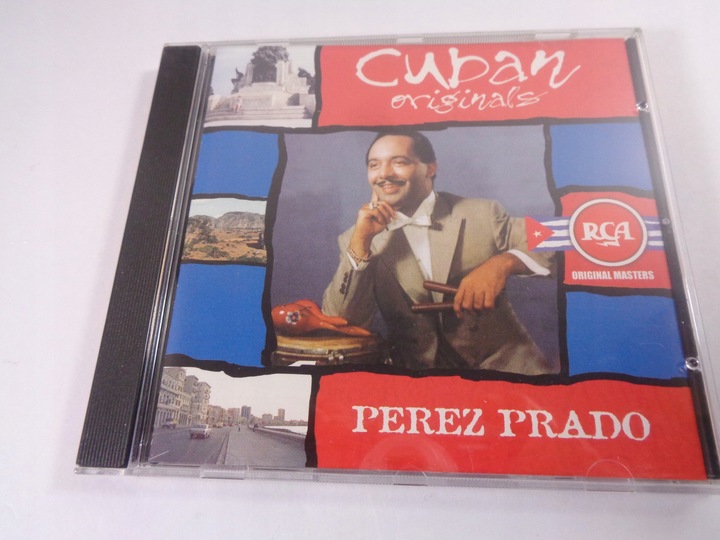 Cuban
originals
RCA
ORIGINAL MASTERS
PEREZ PRADO